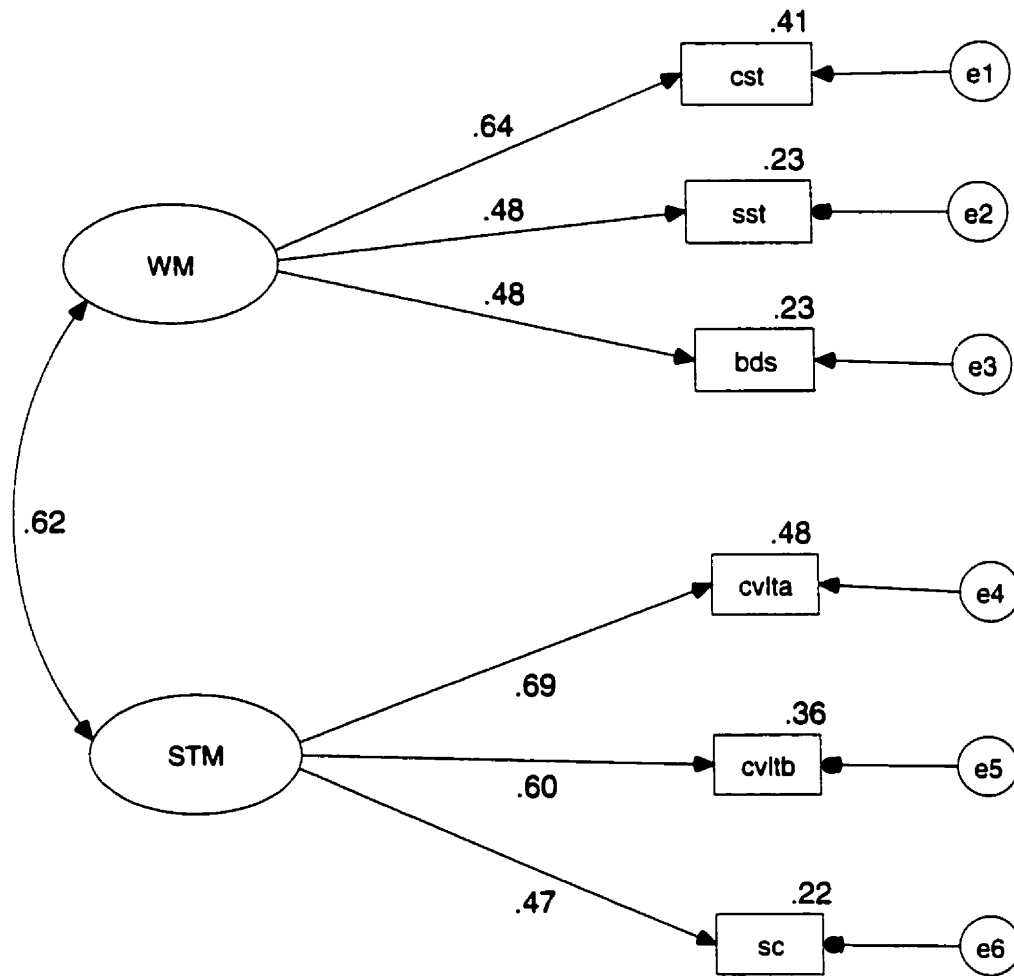 .41
cst
e1
.64
.23
sst
e2
.48
WM
.48
.23
bds
e3
.62
.48
cvlta
e4
.69
.36
STM
cvltb
e5
.60
.47
.22
sc
e6